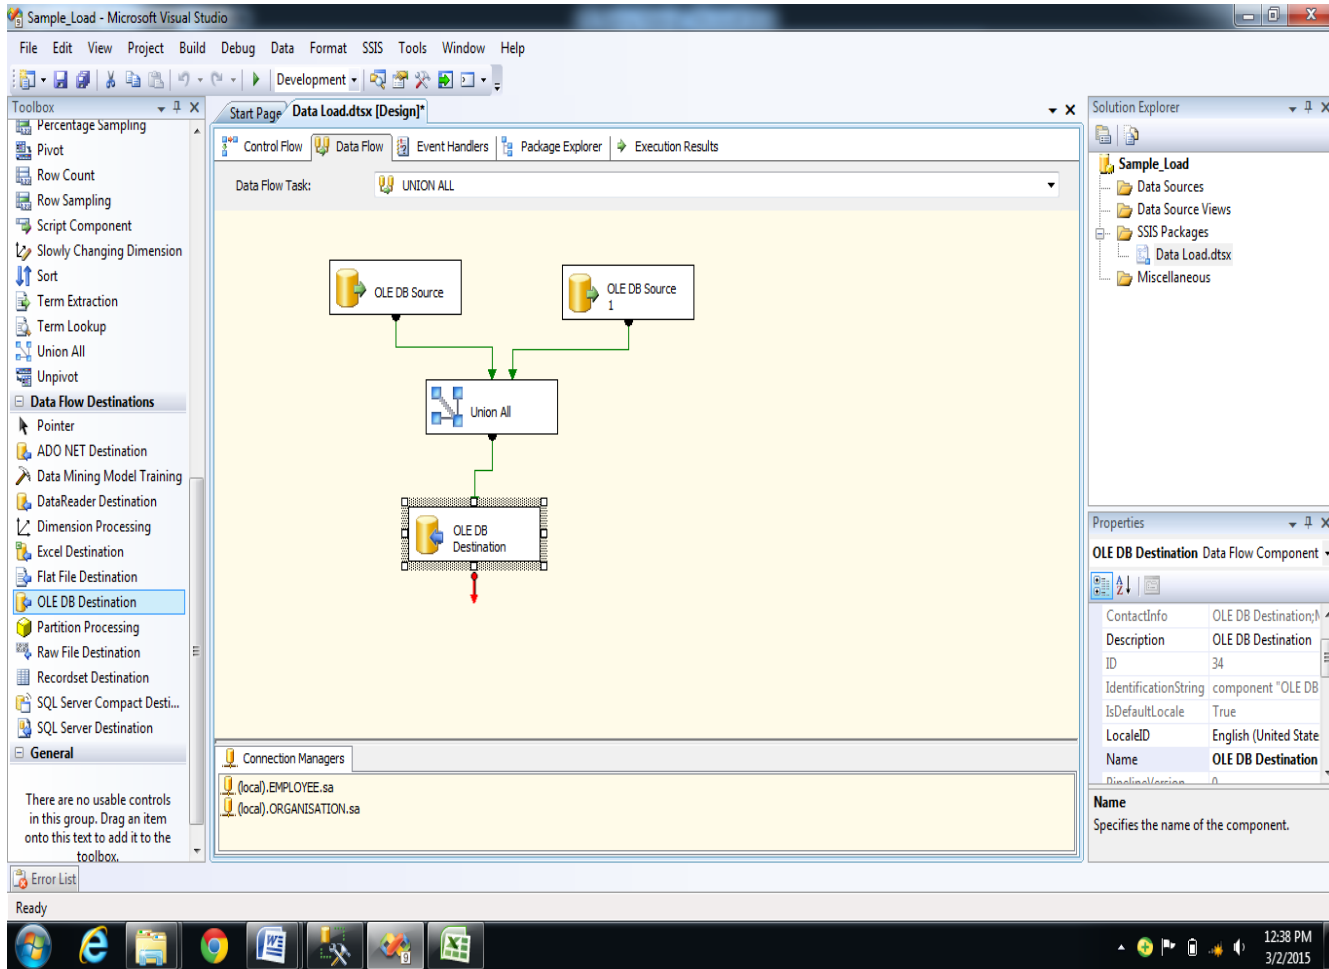 Sample_Load - Microsoft Visual Studio
File Edit View Project Build Debug Data Format SSIS Tools Window Help
Development
Toolbox
Percentage Sampling
Pivot
Row Count
Row Sampling
Script Component
Slowly Changing Dimension
Sort
Term Extraction
Term Lookup
Union All
Unpivot
Data Flow Destinations
Pointer
ADO NET Destination
Data Mining Model Training
DataReader Destination
Dimension Processing
Excel Destination
Flat File Destination
OLE DB Destination
Partition Processing
Raw File Destination
Recordset Destination
SQL Server Compact Desti...
SQL Server Destination
General
There are no usable controls
in this group. Drag an item
onto this text to add it to the
toolbox.
Start Page Data Load.dtsx [Design]*
Control Flow Data Flow Event Handlers Package Explorer Execution Results
Data Flow Task: UNION ALL
OLE DB Source
OLE DB Source
1
Union All
OLE DB
Destination
Connection Managers
(local).EMPLOYEE.sa
(local).ORGANISATION.sa
Solution Explorer
Sample_Load
Data Sources
Data Source Views
SSIS Packages
Data Load.dtsx
Miscellaneous
Properties
OLE DB Destination Data Flow Component
ContactInfo OLE DB Destination;
Description OLE DB Destination
ID 34
IdentificationString component "OLE DB
IsDefaultLocale True
LocaleID English (United State
Name OLE DB Destination
PipelineVersion 0
Name
Specifies the name of the component.
Error List
Ready
12:38 PM
3/2/2015